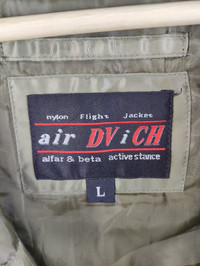 nylon Flight Jacket
air DViCH
alfar & beta active stance
L